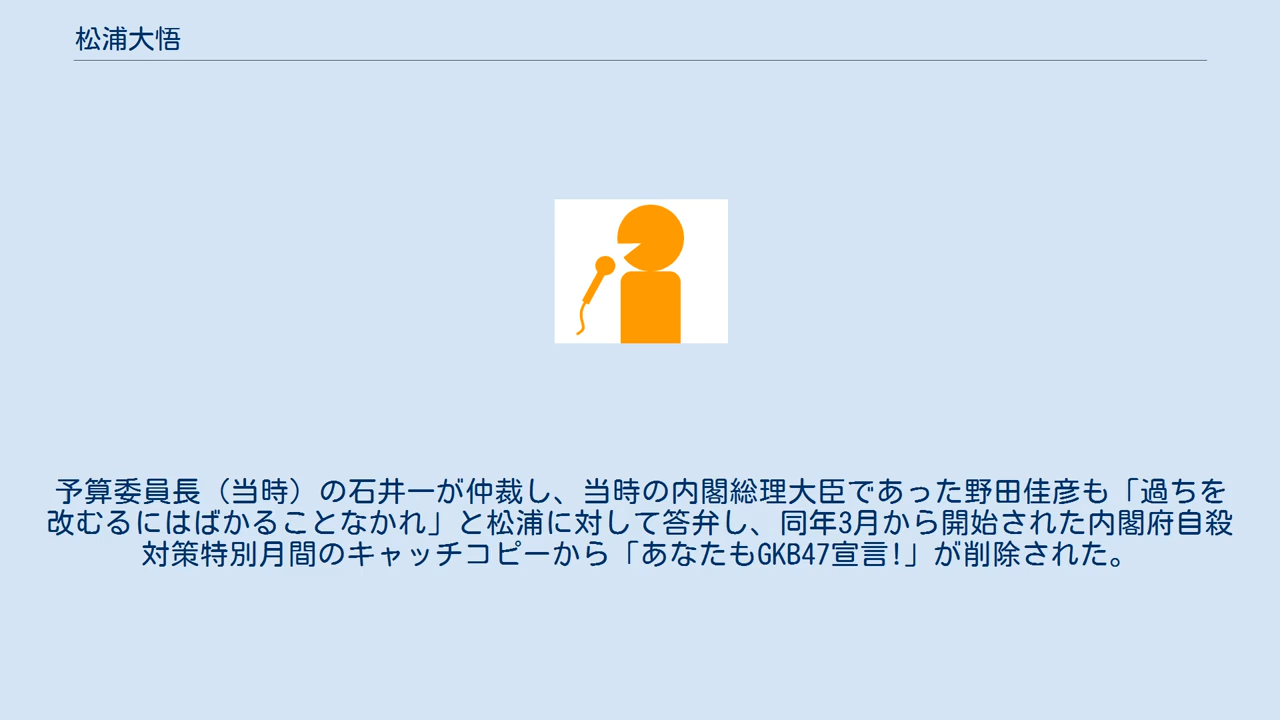 松浦大悟
予算委員長（当時）の石井一が仲裁し、当時の内閣総理大臣であった野田佳彦も「過ちを
改むるにはばかることなかれ」と松浦に対して答弁し、同年3月から開始された内閣府自殺
対策特別月間のキャッチコピーから「あなたもGKB47宣言!」が削除された。